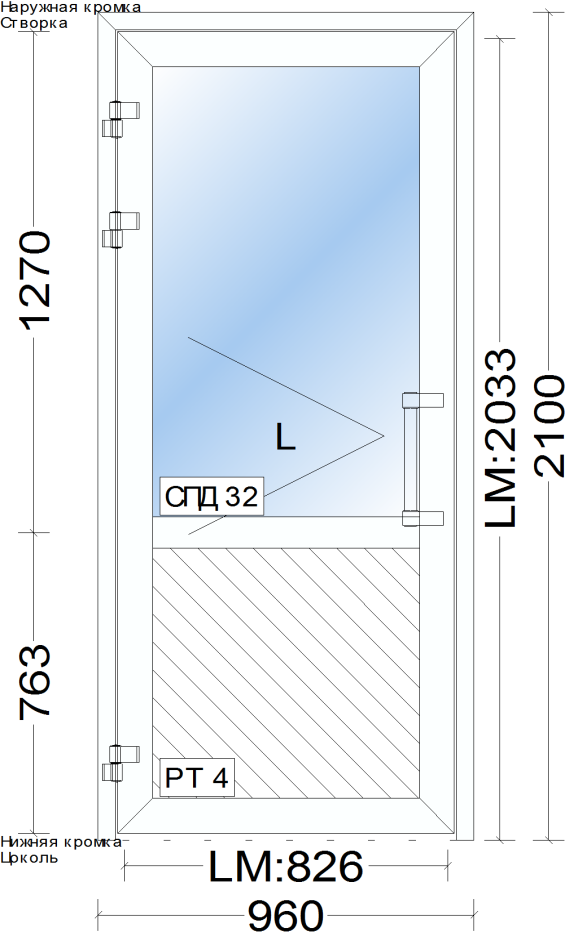 Наружная кромка
Створка
1270
L
LM:2033
2100
СПД 32
763
РТ 4
Нижняя кромка
Цоколь
LM:826
960